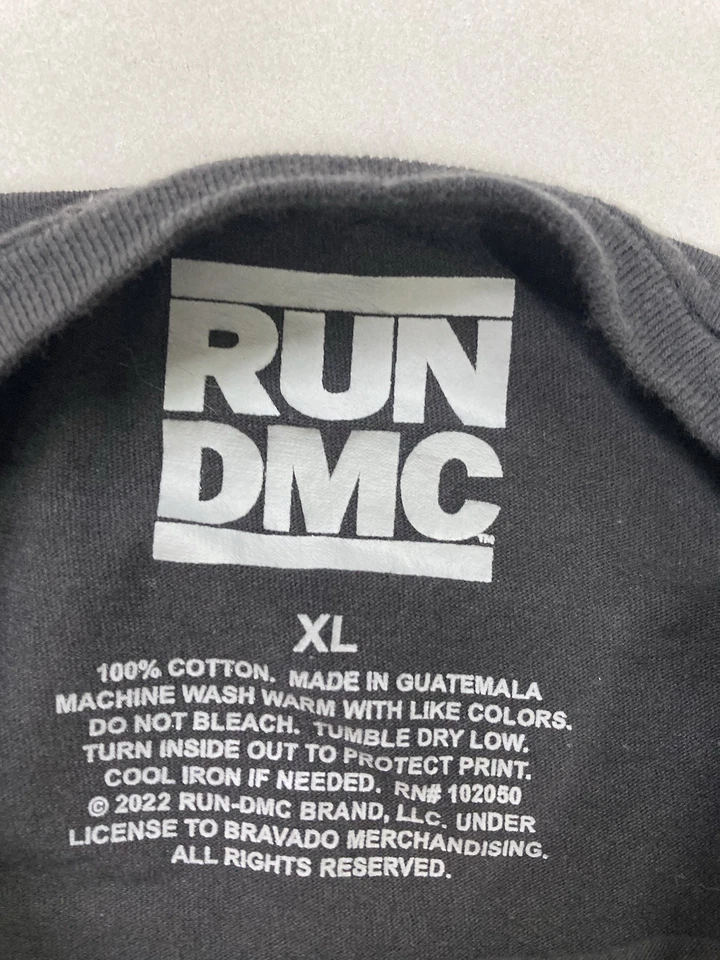 RUN
DMC™
XL
100% COTTON. MADE IN GUATEMALA
MACHINE WASH WARM WITH LIKE COLORS.
DO NOT BLEACH. TUMBLE DRY LOW.
TURN INSIDE OUT TO PROTECT PRINT.
COOL IRON IF NEEDED. RN# 102050
© 2022 RUN-DMC BRAND, LLC. UNDER
LICENSE TO BRAVADO MERCHANDISING.
ALL RIGHTS RESERVED.